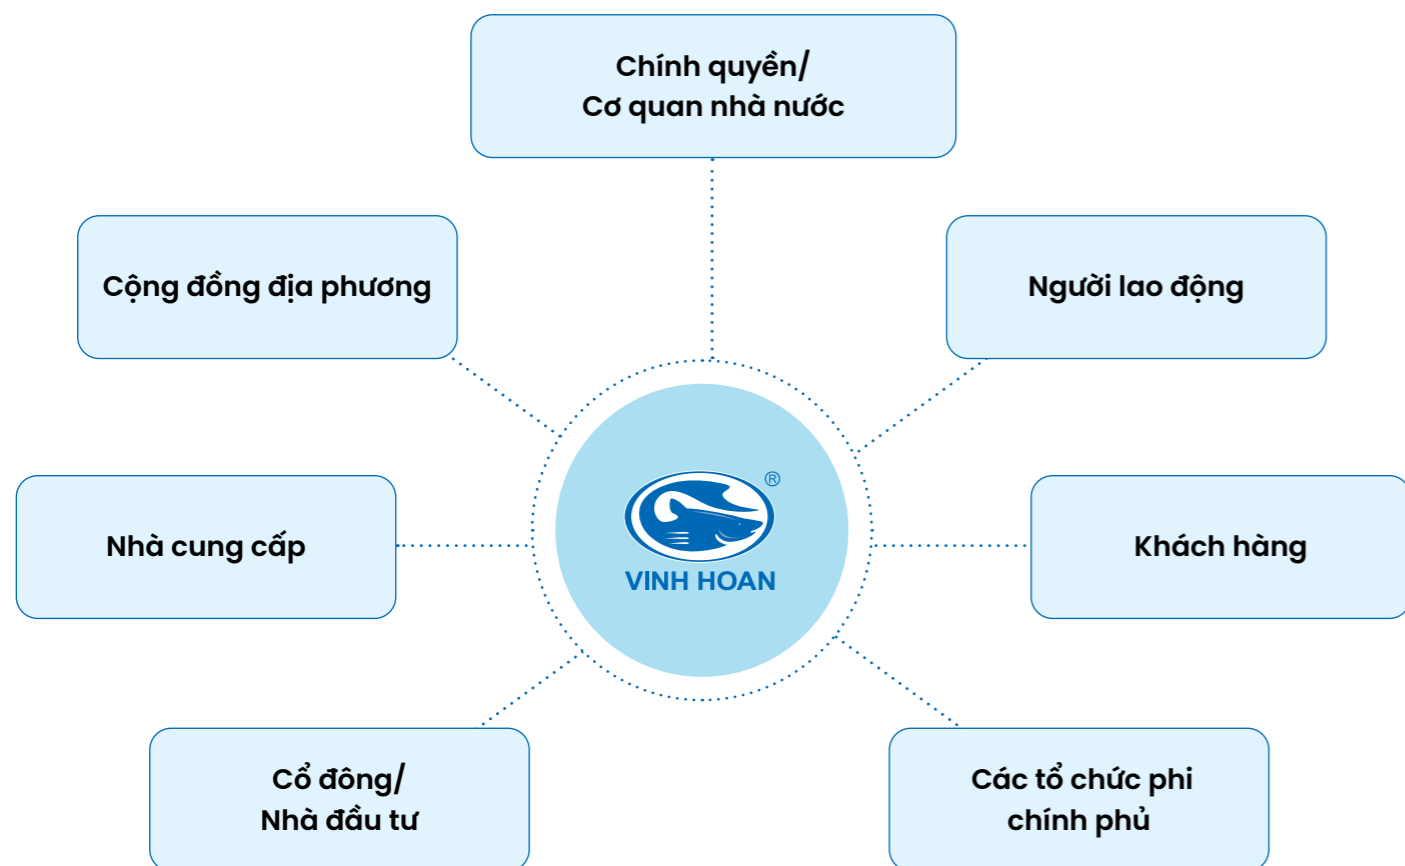 Chính quyền/
Cơ quan nhà nước
Cộng đồng địa phương
Người lao động
®
VINH HOAN
Nhà cung cấp
Khách hàng
Cổ đông/
Nhà đầu tư
Các tổ chức phi
chính phủ